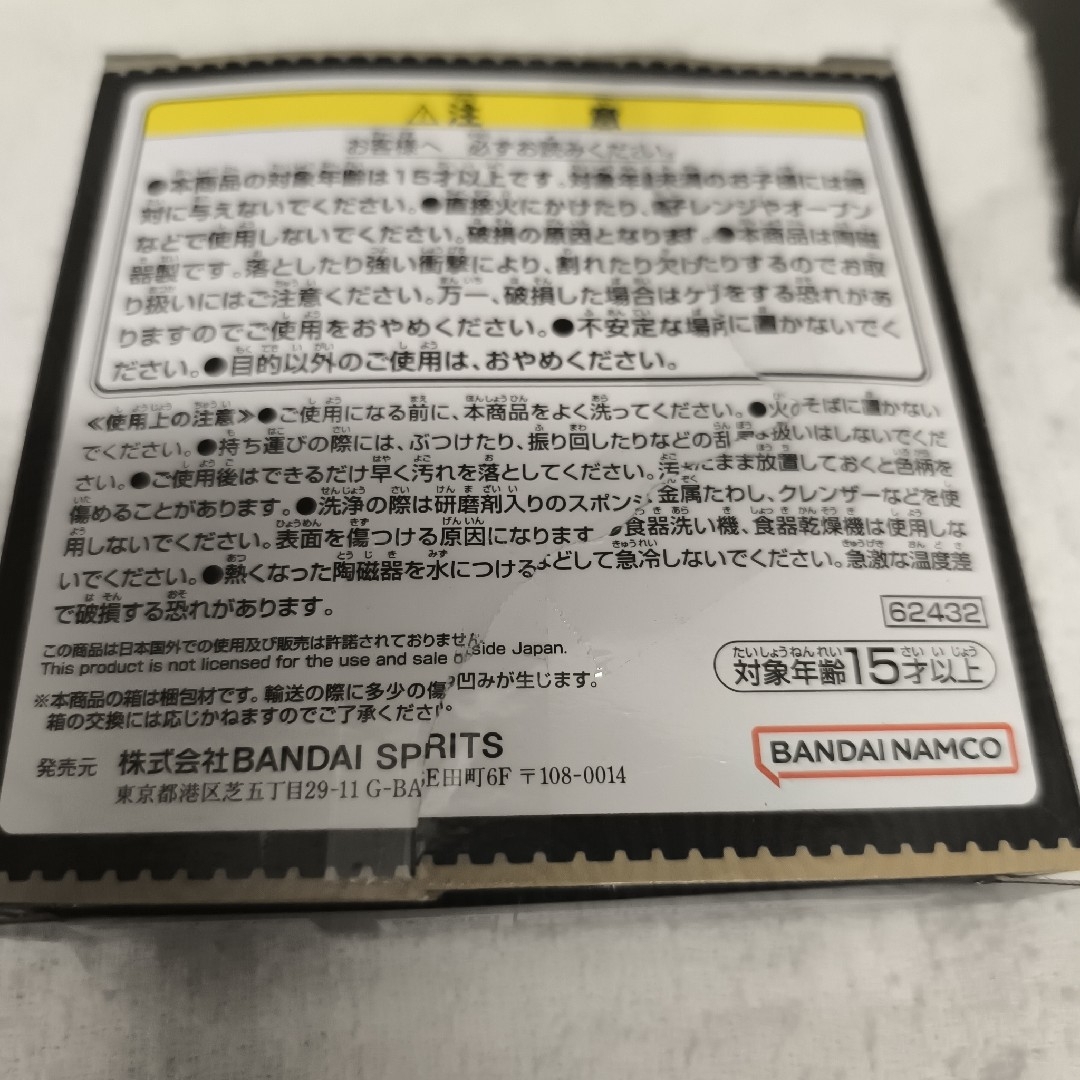 ⚠注意
お客様へ 必ずお読みください。
●本商品の対象年齢は15才以上です。対象年齢未満のお子様には絶
対に与えないでください。●直接火にかけたり、電子レンジやオーブン
などで使用しないでください。破損の原因となります。●本商品は陶磁
器製です。落としたり強い衝撃により、割れたり欠けたりするのでお取
り扱いにはご注意ください。万一、破損した場合はケガをする恐れがあ
りますのでご使用をおやめください。●不安定な場所に置かないでく
ださい。●目的以外のご使用は、おやめください。
≪使用上の注意≫●ご使用になる前に、本商品をよく洗ってください。●火のそばに置かない
でください。●持ち運びの際には、ぶつけたり、振り回したりなどの乱 な扱いはしないでくだ
さい。●ご使用後はできるだけ早く汚れを落としてください。汚 たまま放置しておくと色柄を
傷めることがあります。●洗浄の際は研磨剤入りのスポンジ、金属たわし、クレンザーなどを使
用しないでください。表面を傷つける原因になります。●食器洗い機、食器乾燥機は使用しな
いでください。●熱くなった陶磁器を水につけるなどして急冷しないでください。急激な温度差
で破損する恐れがあります。
62432
この商品は日本国外での使用及び販売は許諾されておりません。
This product is not licensed for the use and sale o side Japan.
対象年齢15才以上
※本商品の箱は梱包材です。輸送の際に多少の傷や凹みが生じます。
箱の交換には応じかねますのでご了承ください。
発売元 株式会社BANDAI SPIRITS
東京都港区芝五丁目29-11 G-BA 田町6F 〒108-0014
BANDAI NAMCO